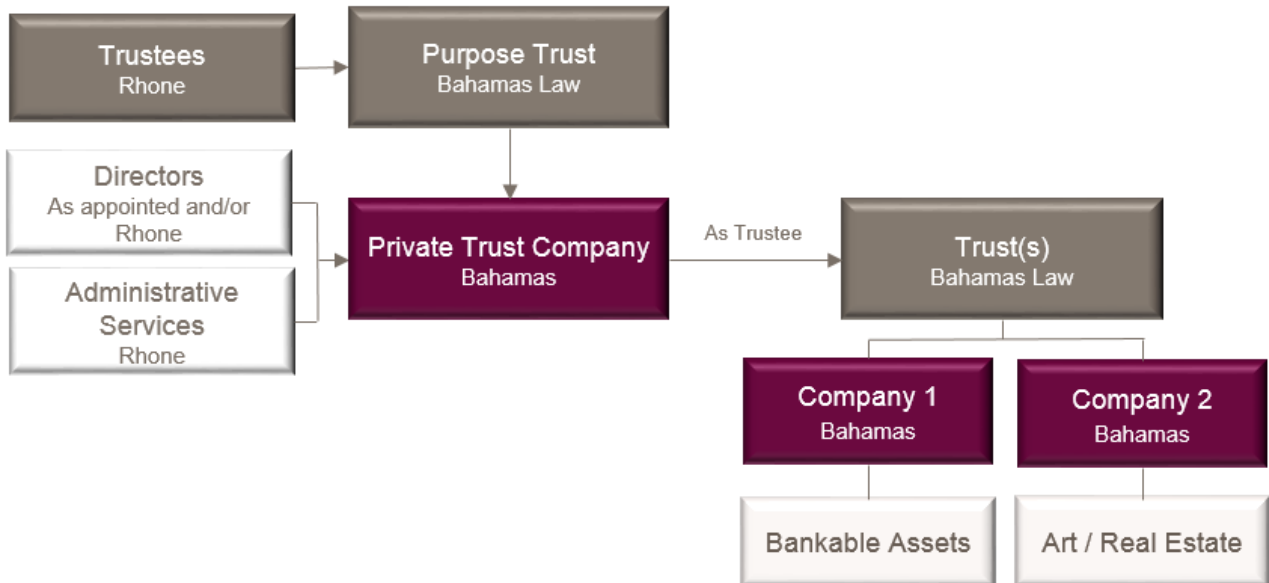 Trustees
Rhone
Purpose Trust
Bahamas Law
Directors
As appointed and/or
Rhone
Administrative
Services
Rhone
Private Trust Company
Bahamas
As Trustee
Trust(s)
Bahamas Law
Company 1
Bahamas
Company 2
Bahamas
Bankable Assets
Art / Real Estate